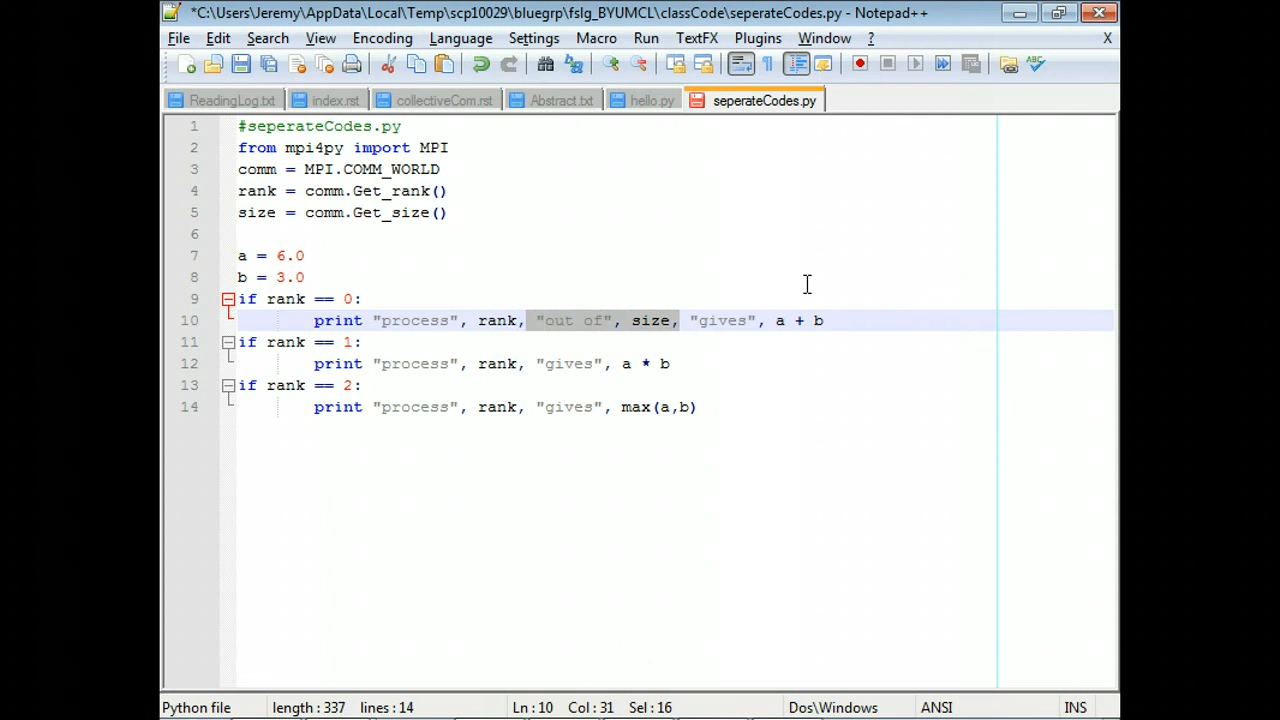 *C:\Users\Jeremy\AppData\Local\Temp\scp10029\bluegrp\fslg_BYUMCL\classCode\seperateCodes.py - Notepad++
File Edit Search View Encoding Language Settings Macro Run TextFX Plugins Window ? X
ReadingLog.txt index.rst collectiveCom.rst Abstract.txt hello.py seperateCodes.py
1 #seperateCodes.py
2 from mpi4py import MPI
3 comm = MPI.COMM_WORLD
4 rank = comm.Get_rank()
5 size = comm.Get_size()
6
7 a = 6.0
8 b = 3.0
9 if rank == 0:
10 print "process", rank, "out of", size, "gives", a + b
11 if rank == 1:
12 print "process", rank, "gives", a * b
13 if rank == 2:
14 print "process", rank, "gives", max(a,b)
Python file length : 337 lines : 14 Ln : 10 Col : 31 Sel : 16 Dos\Windows ANSI INS